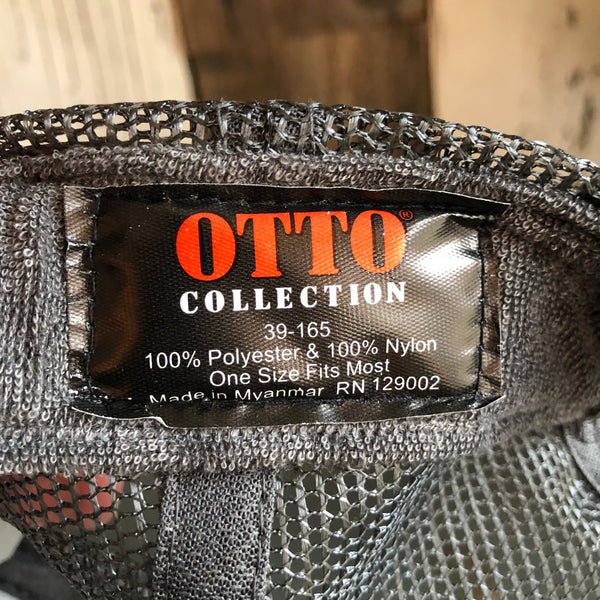 OTTO®
COLLECTION
39-165
100% Polyester & 100% Nylon
One Size Fits Most
Made in Myanmar RN 129002